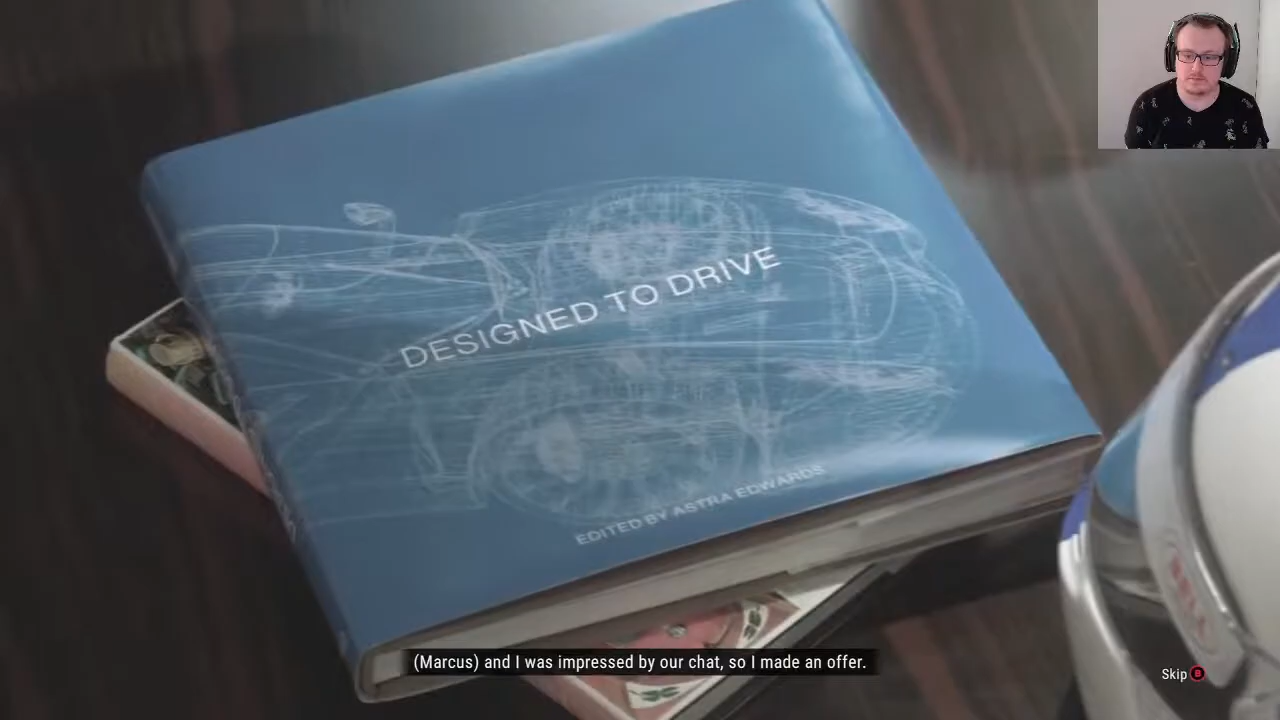 DESIGNED TO DRIVE
EDITED BY ASTRA EDWARDS
(Marcus) and I was impressed by our chat, so I made an offer.
Skip B
BELL